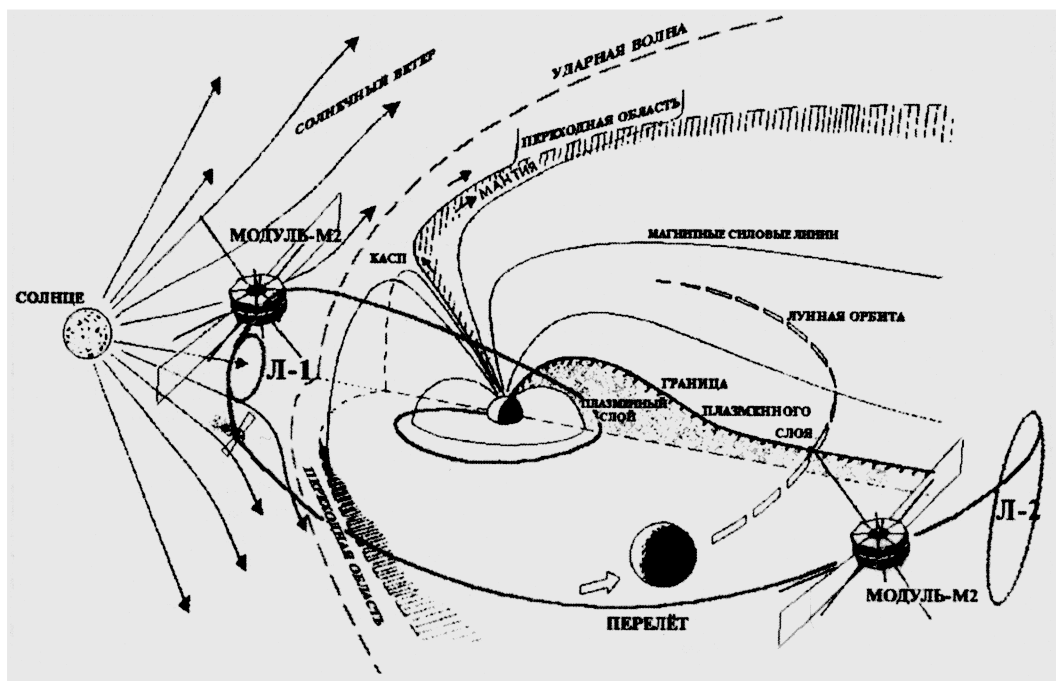 УДАРНАЯ ВОЛНА
СОЛНЕЧНЫЙ ВЕТЕР
ПЕРЕХОДНАЯ ОБЛАСТЬ
МАНТИЯ
МОДУЛЬ-М2
МАГНИТНЫЕ СИЛОВЫЕ ЛИНИИ
КАСП
СОЛНЦЕ
ЛУННАЯ ОРБИТА
Л-1
ГРАНИЦА
ПЛАЗМЕННЫЙ
СЛОЙ
ПЛАЗМЕННОГО
СЛОЯ
ПЕРЕХОДНАЯ ОБЛАСТЬ
Л-2
МОДУЛЬ-М2
ПЕРЕЛЁТ